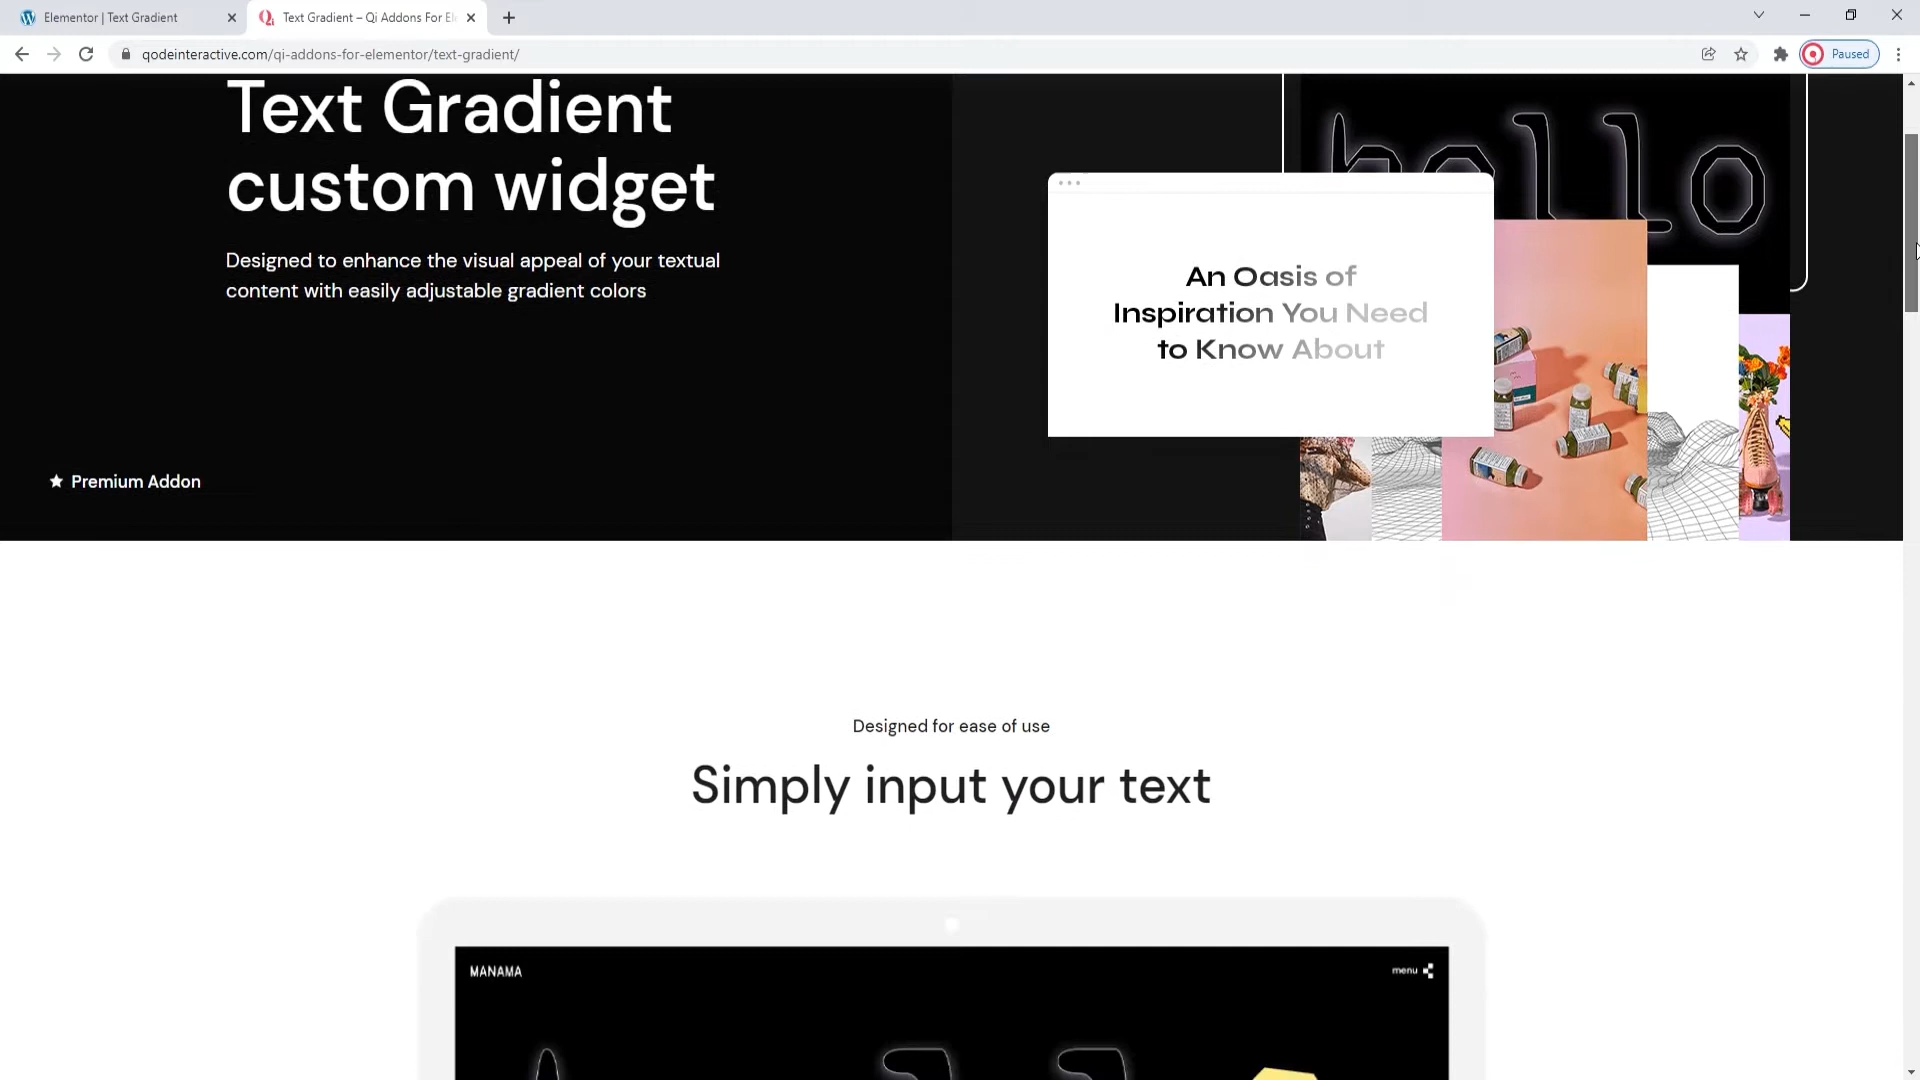 Elementor | Text Gradient
Text Gradient – Qi Addons For El
qodeinteractive.com/qi-addons-for-elementor/text-gradient/
Paused
Text Gradient
custom widget
Designed to enhance the visual appeal of your textual
content with easily adjustable gradient colors
Premium Addon
hello
An Oasis of
Inspiration You Need
to Know About
Designed for ease of use
Simply input your text
MANAMA
menu